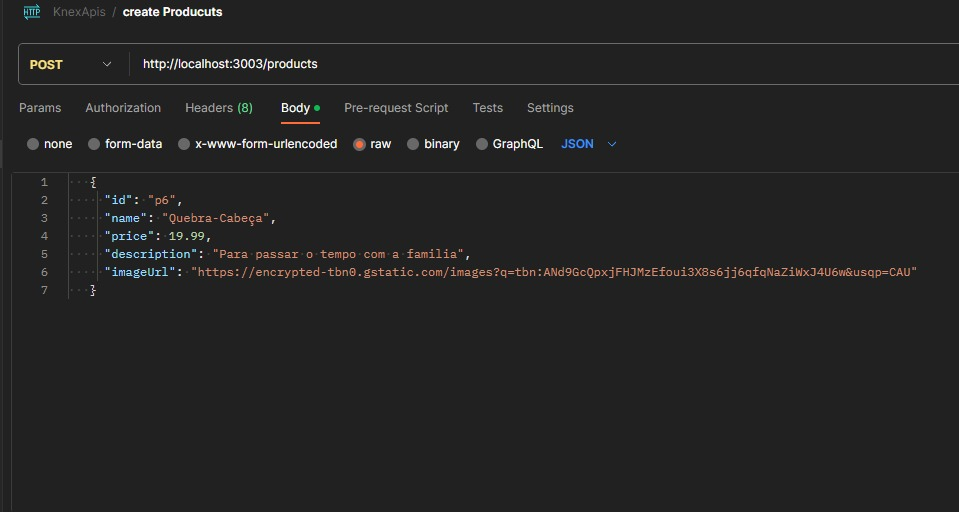 HTTP KnexApis / create Producuts
POST http://localhost:3003/products
Params Authorization Headers (8) Body Pre-request Script Tests Settings
none form-data x-www-form-urlencoded raw binary GraphQL JSON
1 {
2 "id": "p6",
3 "name": "Quebra-Cabeça",
4 "price": 19.99,
5 "description": "Para passar o tempo com a familia",
6 "imageUrl": "https://encrypted-tbn0.gstatic.com/images?q=tbn:ANd9GcQpxjFHJMzEfoui3X8s6jj6qfqNaZiWxJ4U6w&usqp=CAU"
7 }